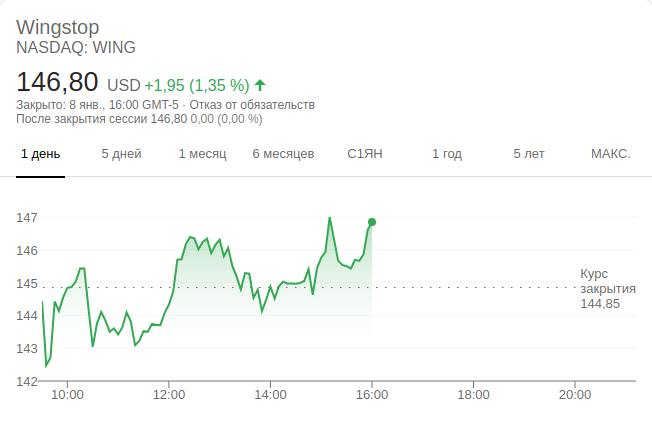 Wingstop
NASDAQ: WING
146,80 USD +1,95 (1,35 %)
Закрыто: 8 янв., 16:00 GMT-5 · Отказ от обязательств
После закрытия сессии 146,80 0,00 (0,00 %)
1 день 5 дней 1 месяц 6 месяцев С1ЯН 1 год 5 лет МАКС.
147
146
145
144
143
142
Курс
закрытия
144,85
10:00 12:00 14:00 16:00 18:00 20:00